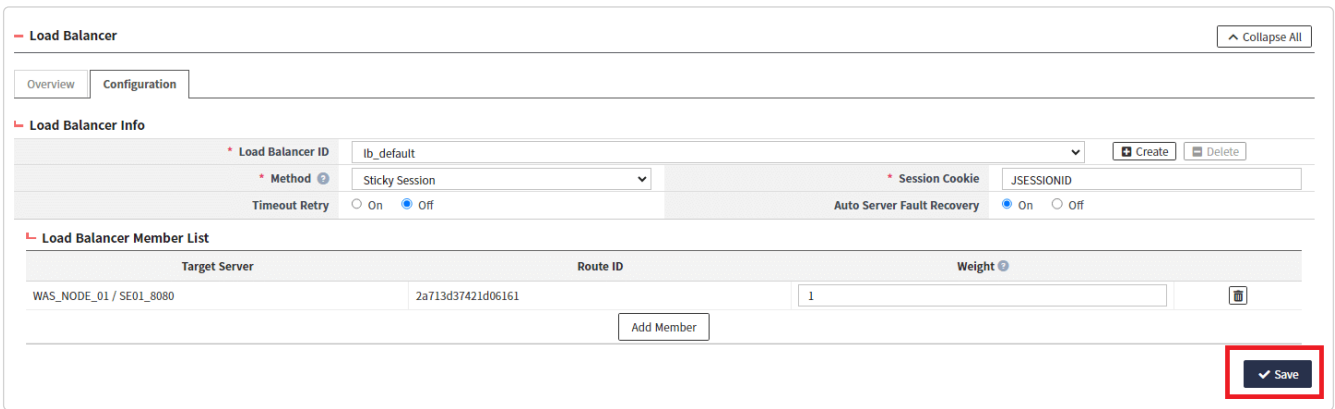 Load Balancer
Collapse All
Overview Configuration
Load Balancer Info
* Load Balancer ID lb_default Create Delete
* Method ? Sticky Session * Session Cookie JSESSIONID
Timeout Retry On Off Auto Server Fault Recovery On Off
Load Balancer Member List
Target Server Route ID Weight ?
WAS_NODE_01 / SE01_8080 2a713d37421d06161 1
Add Member
Save